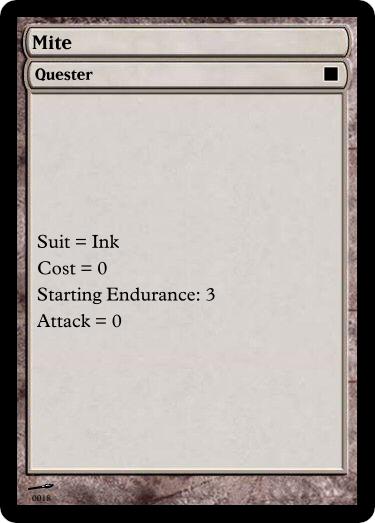 Mite
Quester
Suit = Ink
Cost = 0
Starting Endurance: 3
Attack = 0
0018